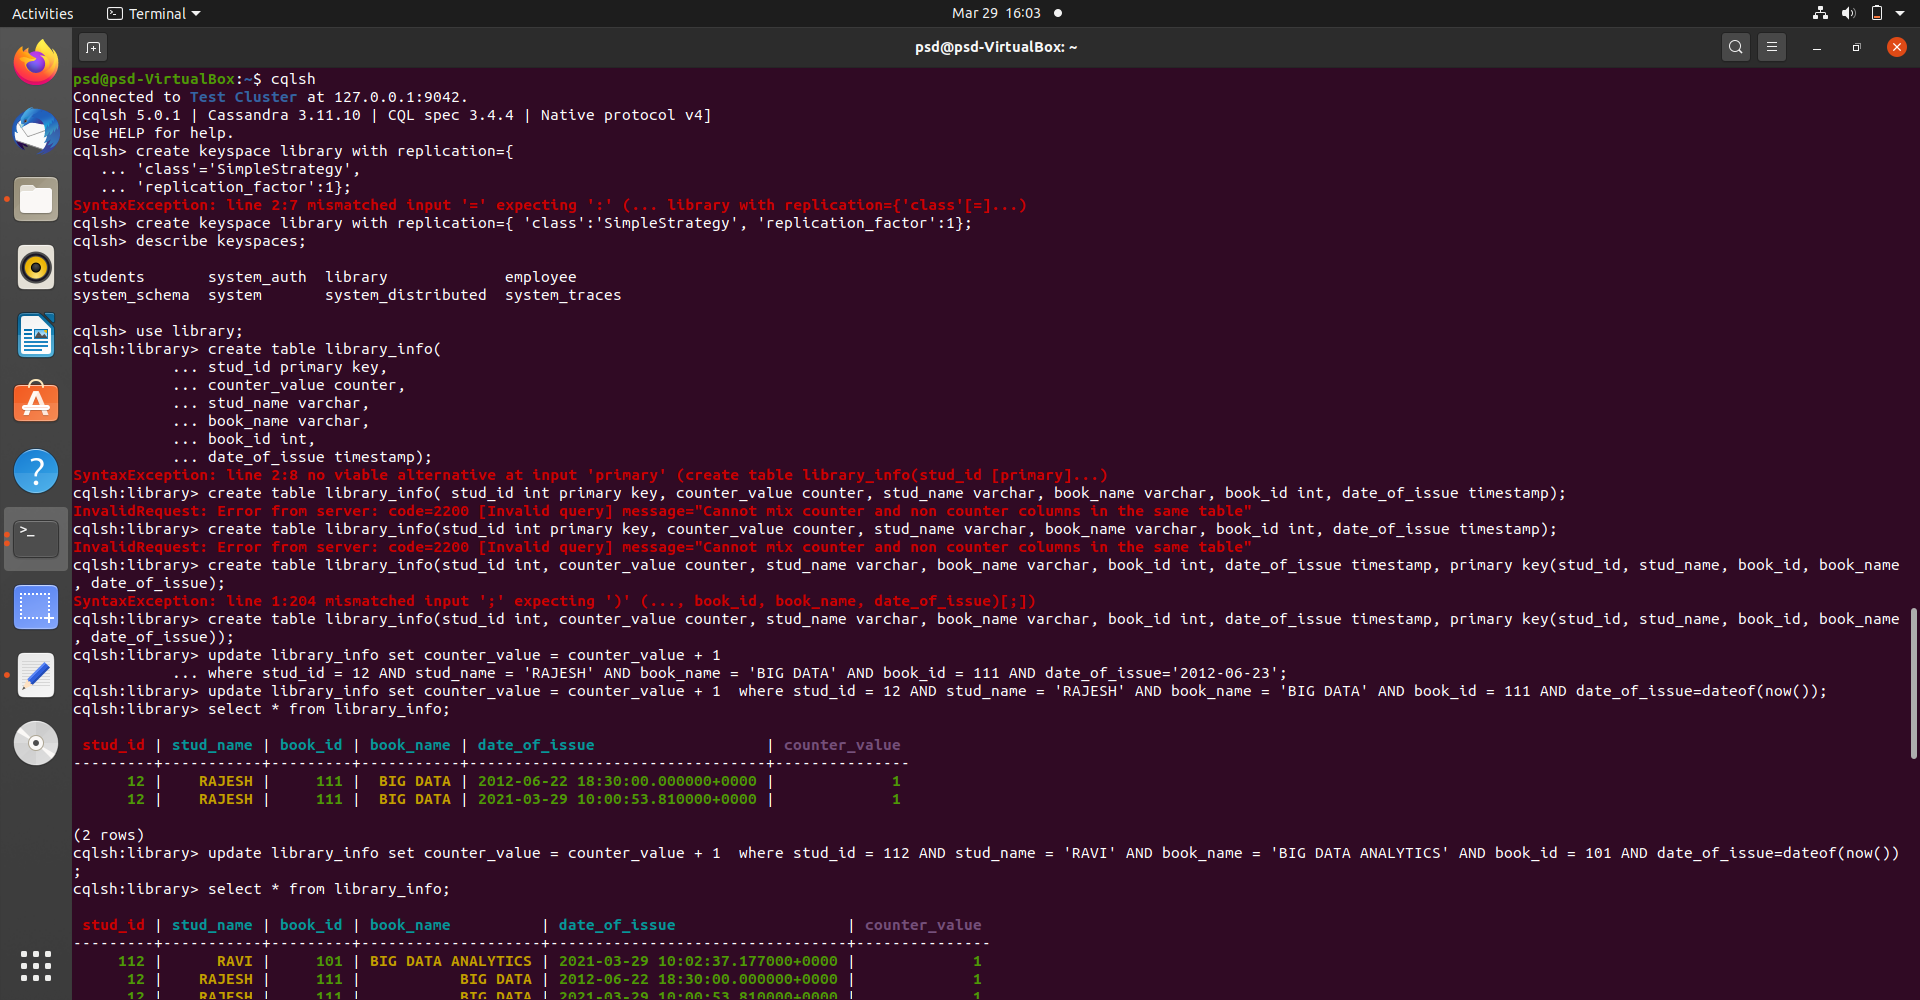 Activities Terminal Mar 29 16:03
psd@psd-VirtualBox: ~
psd@psd-VirtualBox:~$ cqlsh
Connected to Test Cluster at 127.0.0.1:9042.
[cqlsh 5.0.1 | Cassandra 3.11.10 | CQL spec 3.4.4 | Native protocol v4]
Use HELP for help.
cqlsh> create keyspace library with replication={
   ... 'class'='SimpleStrategy',
   ... 'replication_factor':1};
SyntaxException: line 2:7 mismatched input '=' expecting ':' (... library with replication={'class'[=]...)
cqlsh> create keyspace library with replication={ 'class':'SimpleStrategy', 'replication_factor':1};
cqlsh> describe keyspaces;
students       system_auth  library             employee
system_schema  system       system_distributed  system_traces
cqlsh> use library;
cqlsh:library> create table library_info(
           ... stud_id primary key,
           ... counter_value counter,
           ... stud_name varchar,
           ... book_name varchar,
           ... book_id int,
           ... date_of_issue timestamp);
SyntaxException: line 2:8 no viable alternative at input 'primary' (create table library_info(stud_id [primary]...)
cqlsh:library> create table library_info( stud_id int primary key, counter_value counter, stud_name varchar, book_name varchar, book_id int, date_of_issue timestamp);
InvalidRequest: Error from server: code=2200 [Invalid query] message="Cannot mix counter and non counter columns in the same table"
cqlsh:library> create table library_info(stud_id int primary key, counter_value counter, stud_name varchar, book_name varchar, book_id int, date_of_issue timestamp);
InvalidRequest: Error from server: code=2200 [Invalid query] message="Cannot mix counter and non counter columns in the same table"
cqlsh:library> create table library_info(stud_id int, counter_value counter, stud_name varchar, book_name varchar, book_id int, date_of_issue timestamp, primary key(stud_id, stud_name, book_id, book_name
, date_of_issue);
SyntaxException: line 1:204 mismatched input ';' expecting ')' (..., book_id, book_name, date_of_issue)[;])
cqlsh:library> create table library_info(stud_id int, counter_value counter, stud_name varchar, book_name varchar, book_id int, date_of_issue timestamp, primary key(stud_id, stud_name, book_id, book_name
, date_of_issue));
cqlsh:library> update library_info set counter_value = counter_value + 1
           ... where stud_id = 12 AND stud_name = 'RAJESH' AND book_name = 'BIG DATA' AND book_id = 111 AND date_of_issue='2012-06-23';
cqlsh:library> update library_info set counter_value = counter_value + 1  where stud_id = 12 AND stud_name = 'RAJESH' AND book_name = 'BIG DATA' AND book_id = 111 AND date_of_issue=dateof(now());
cqlsh:library> select * from library_info;
 stud_id | stud_name | book_id | book_name | date_of_issue                   | counter_value
---------+-----------+---------+-----------+---------------------------------+---------------
      12 |    RAJESH |     111 |  BIG DATA | 2012-06-22 18:30:00.000000+0000 |             1
      12 |    RAJESH |     111 |  BIG DATA | 2021-03-29 10:00:53.810000+0000 |             1
(2 rows)
cqlsh:library> update library_info set counter_value = counter_value + 1  where stud_id = 112 AND stud_name = 'RAVI' AND book_name = 'BIG DATA ANALYTICS' AND book_id = 101 AND date_of_issue=dateof(now())
;
cqlsh:library> select * from library_info;
 stud_id | stud_name | book_id | book_name          | date_of_issue                   | counter_value
---------+-----------+---------+--------------------+---------------------------------+---------------
     112 |      RAVI |     101 | BIG DATA ANALYTICS | 2021-03-29 10:02:37.177000+0000 |             1
      12 |    RAJESH |     111 |           BIG DATA | 2012-06-22 18:30:00.000000+0000 |             1
      12 |    RAJESH |     111 |           BIG DATA | 2021-03-29 10:00:53.810000+0000 |             1